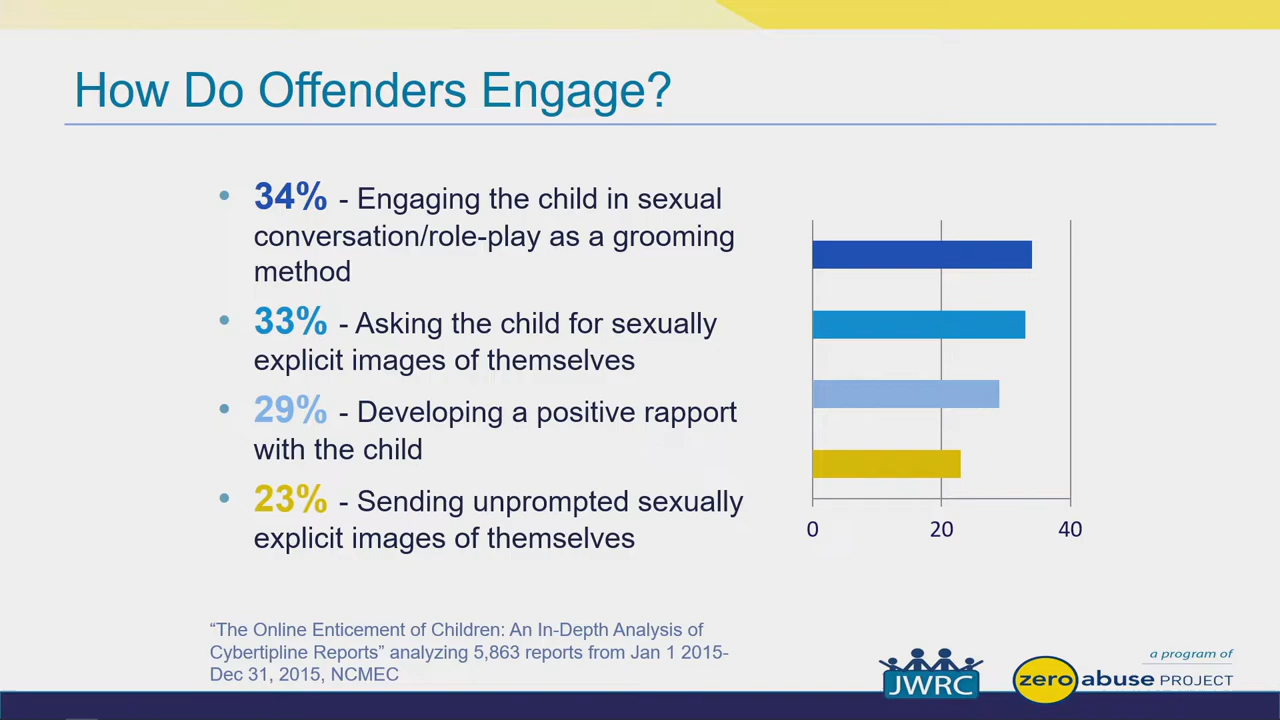 How Do Offenders Engage?
• 34% - Engaging the child in sexual
conversation/role-play as a grooming
method
• 33% - Asking the child for sexually
explicit images of themselves
• 29% - Developing a positive rapport
with the child
• 23% - Sending unprompted sexually
explicit images of themselves
0 20 40
“The Online Enticement of Children: An In-Depth Analysis of
Cybertipline Reports” analyzing 5,863 reports from Jan 1 2015-
Dec 31, 2015, NCMEC
JWRC
a program of
zero abuse PROJECT